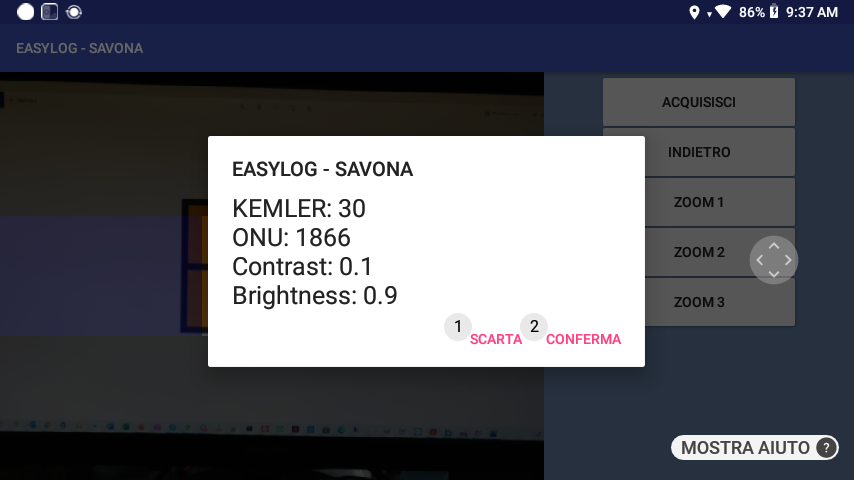 86% 9:37 AM
EASYLOG - SAVONA
ACQUISISCI
INDIETRO
ZOOM 1
ZOOM 2
ZOOM 3
EASYLOG - SAVONA
KEMLER: 30
ONU: 1866
Contrast: 0.1
Brightness: 0.9
1 SCARTA 2 CONFERMA
MOSTRA AIUTO ?